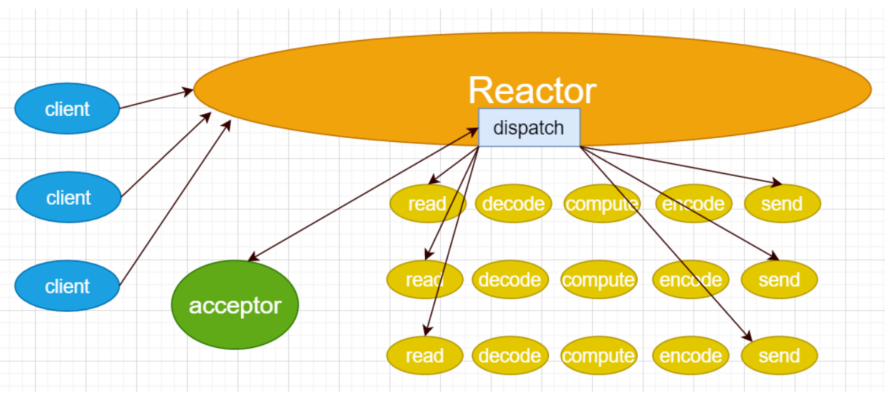 Reactor
client
dispatch
client
read decode compute encode send
client
acceptor
read decode compute encode send
read decode compute encode send